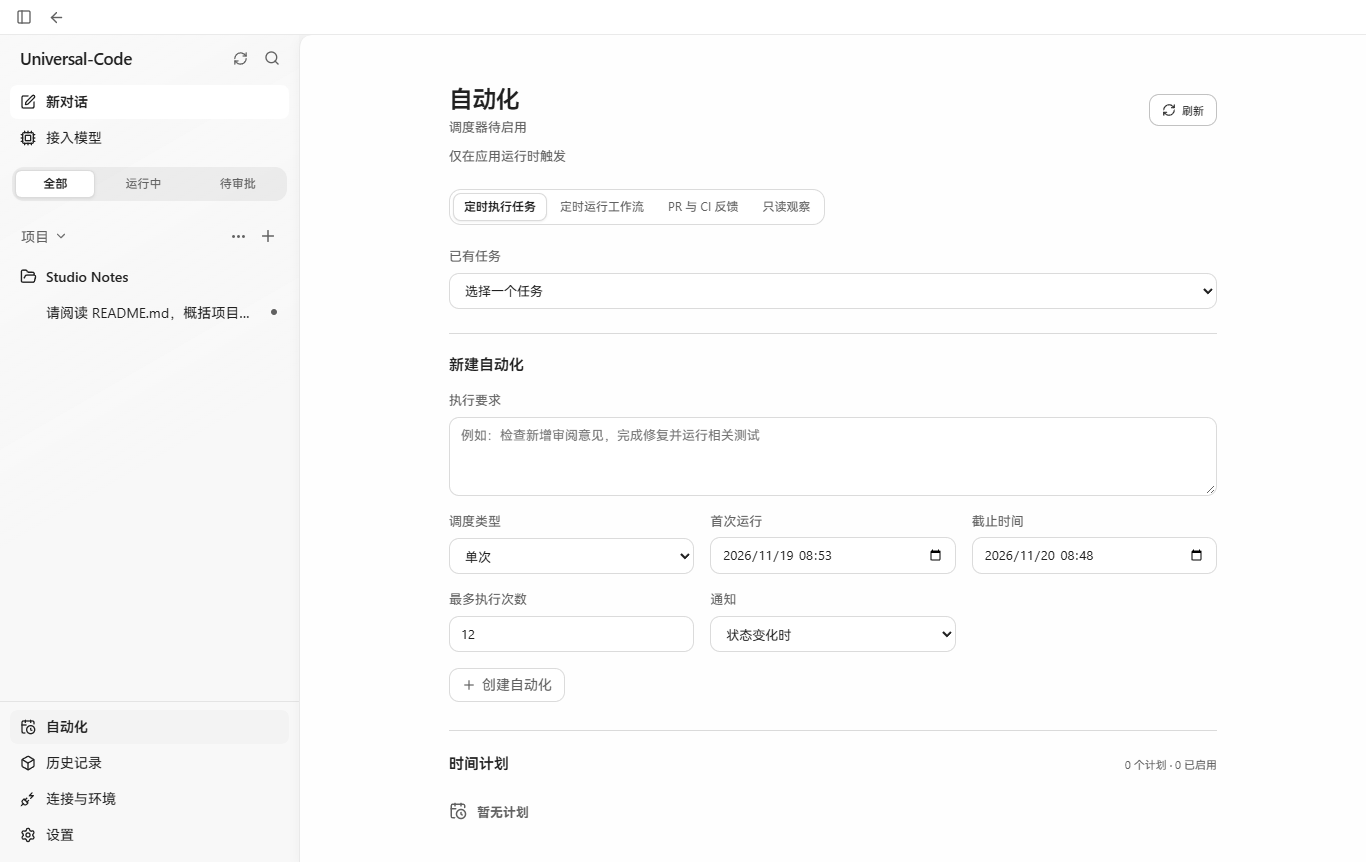 Universal-Code
新对话
接入模型
全部
运行中
待审批
项目
Studio Notes
请阅读 README.md，概括项目...
自动化
历史记录
连接与环境
设置
自动化
调度器待启用
仅在应用运行时触发
刷新
定时执行任务
定时运行工作流
PR 与 CI 反馈
只读观察
已有任务
选择一个任务
新建自动化
执行要求
例如：检查新增审阅意见，完成修复并运行相关测试
调度类型
首次运行
截止时间
单次
2026/11/19 08:53
2026/11/20 08:48
最多执行次数
通知
12
状态变化时
创建自动化
时间计划
0 个计划 · 0 已启用
暂无计划